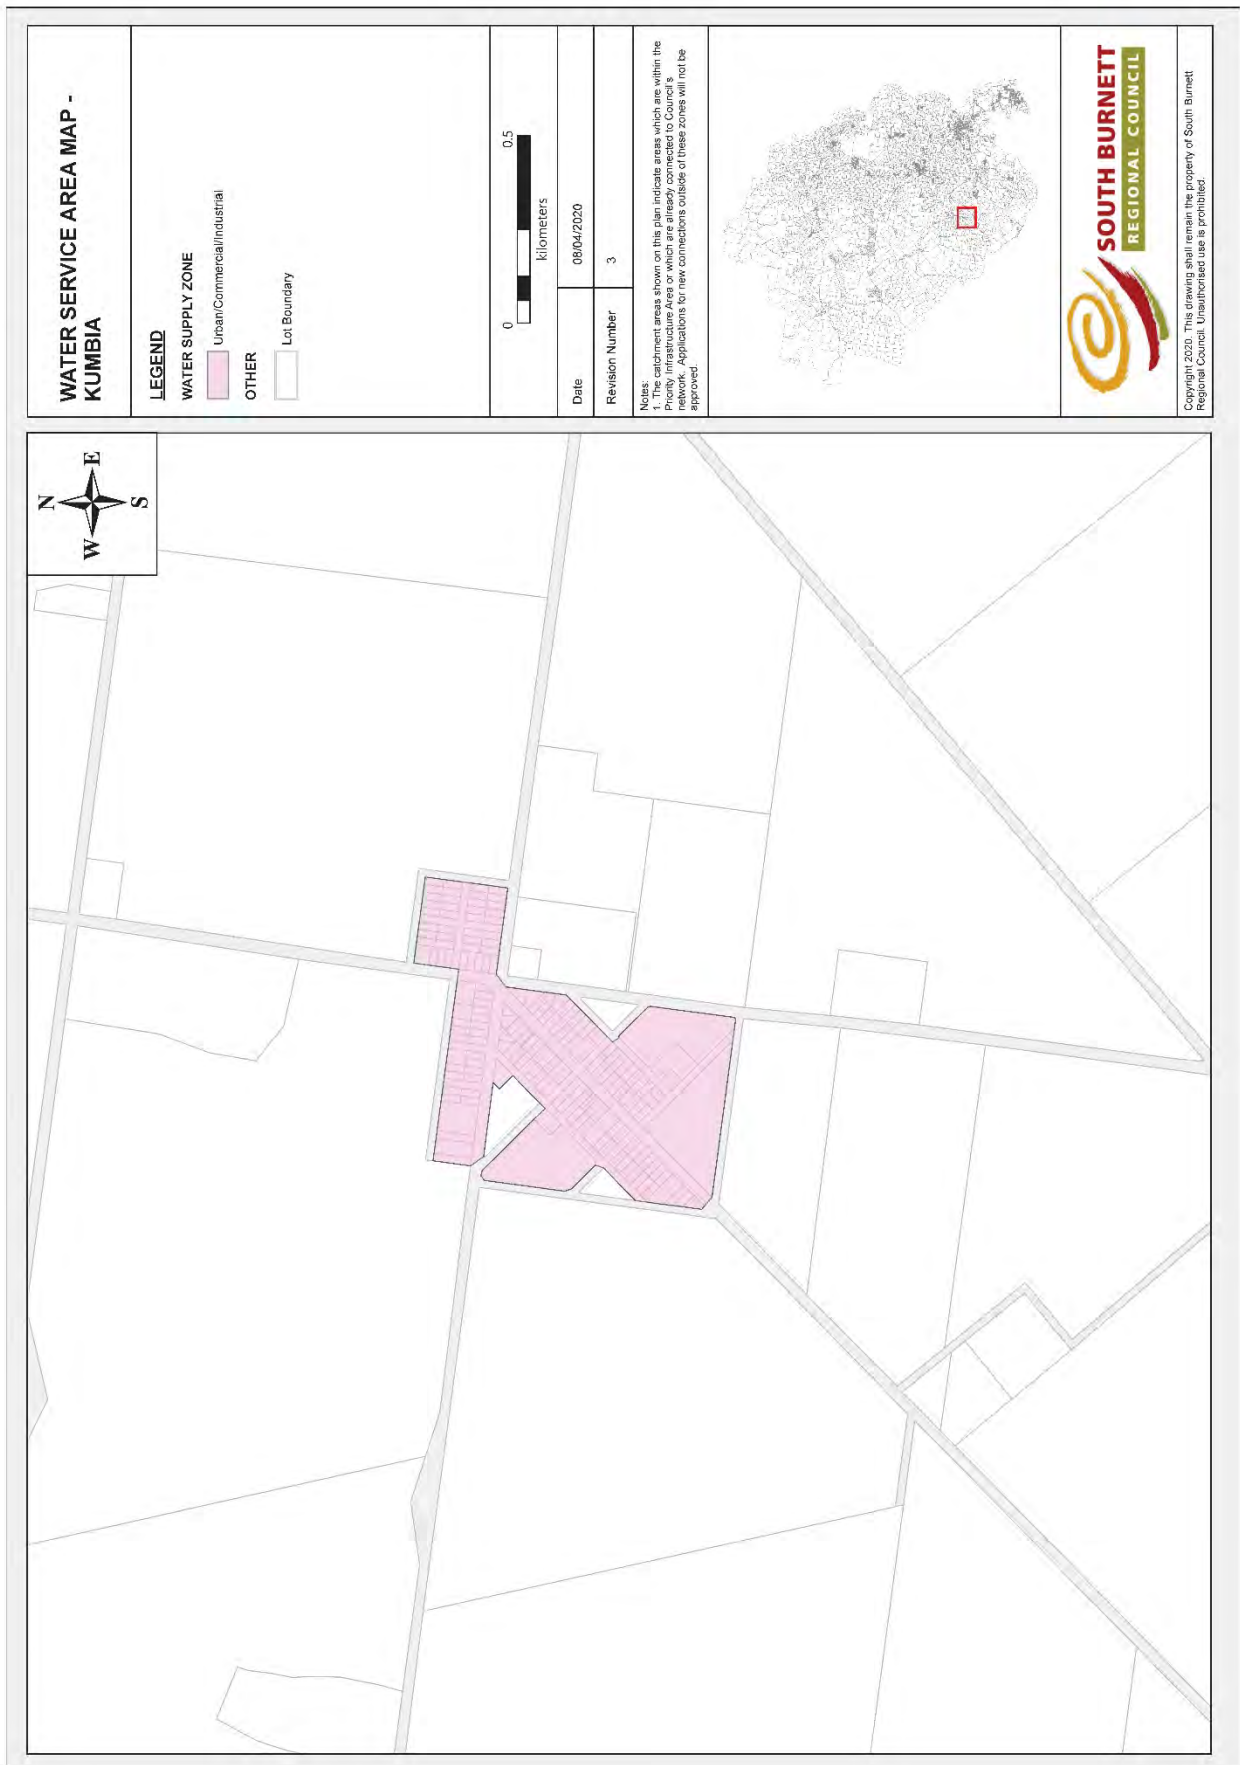 WATER SERVICE AREA MAP -
KUMBIA
LEGEND
WATER SUPPLY ZONE
Urban/Commercial/Industrial
OTHER
Lot Boundary
0 0.5
kilometers
Date 08/04/2020
Revision Number 3
Notes:
1. The catchment areas shown on this plan indicate areas which are within the
Priority Infrastructure Area or which are already connected to Council's
network. Applications for new connections outside of these zones will not be
approved.
SOUTH BURNETT
REGIONAL COUNCIL
Copyright 2020. This drawing shall remain the property of South Burnett
Regional Council. Unauthorised use is prohibited.
N
W E
S